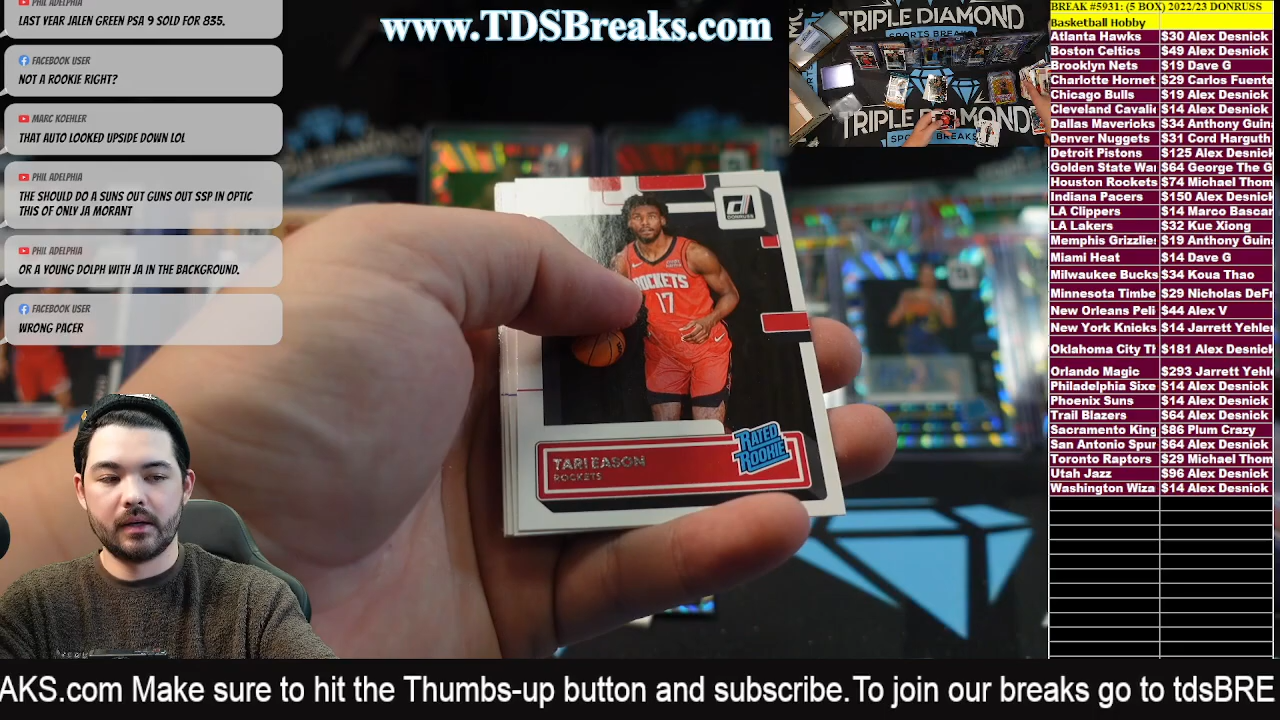 PHIL ADELPHIA
LAST YEAR JALEN GREEN PSA 9 SOLD FOR 835.
FACEBOOK USER
NOT A ROOKIE RIGHT?
MARC KOEHLER
THAT AUTO LOOKED UPSIDE DOWN LOL
PHIL ADELPHIA
THE SHOULD DO A SUNS OUT GUNS OUT SSP IN OPTIC
THIS OF ONLY JA MORANT
PHIL ADELPHIA
OR A YOUNG DOLPH WITH JA IN THE BACKGROUND.
FACEBOOK USER
WRONG PACER
www.TDSBreaks.com
TRIPLE DIAMOND
SPORTS BREAKS
TRIPLE DIAMOND
SPORTS BREAKS
DONRUSS
ROCKETS
17
RATED
ROOKIE
TARI EASON
ROCKETS
BREAK #5931: (5 BOX) 2022/23 DONRUSS
Basketball Hobby
Atlanta Hawks $30 Alex Desnick
Boston Celtics $49 Alex Desnick
Brooklyn Nets $19 Dave G
Charlotte Hornet $29 Carlos Fuente
Chicago Bulls $19 Alex Desnick
Cleveland Cavali $14 Alex Desnick
Dallas Mavericks $34 Anthony Guin
Denver Nuggets $31 Cord Harguth
Detroit Pistons $125 Alex Desnick
Golden State Wa $64 George The G
Houston Rockets $74 Michael Thom
Indiana Pacers $150 Alex Desnick
LA Clippers $14 Marco Bascar
LA Lakers $32 Kue Xiong
Memphis Grizzlie $19 Anthony Guin
Miami Heat $14 Dave G
Milwaukee Bucks $34 Koua Thao
Minnesota Timbe $29 Nicholas DeFr
New Orleans Peli $44 Alex V
New York Knicks $14 Jarrett Yehle
Oklahoma City Th $181 Alex Desnick
Orlando Magic $293 Jarrett Yehl
Philadelphia Sixe $14 Alex Desnick
Phoenix Suns $14 Alex Desnick
Trail Blazers $64 Alex Desnick
Sacramento King $86 Plum Crazy
San Antonio Spur $64 Alex Desnick
Toronto Raptors $29 Michael Thom
Utah Jazz $96 Alex Desnick
Washington Wiza $14 Alex Desnick
AKS.com Make sure to hit the Thumbs-up button and subscribe.To join our breaks go to tdsBRE